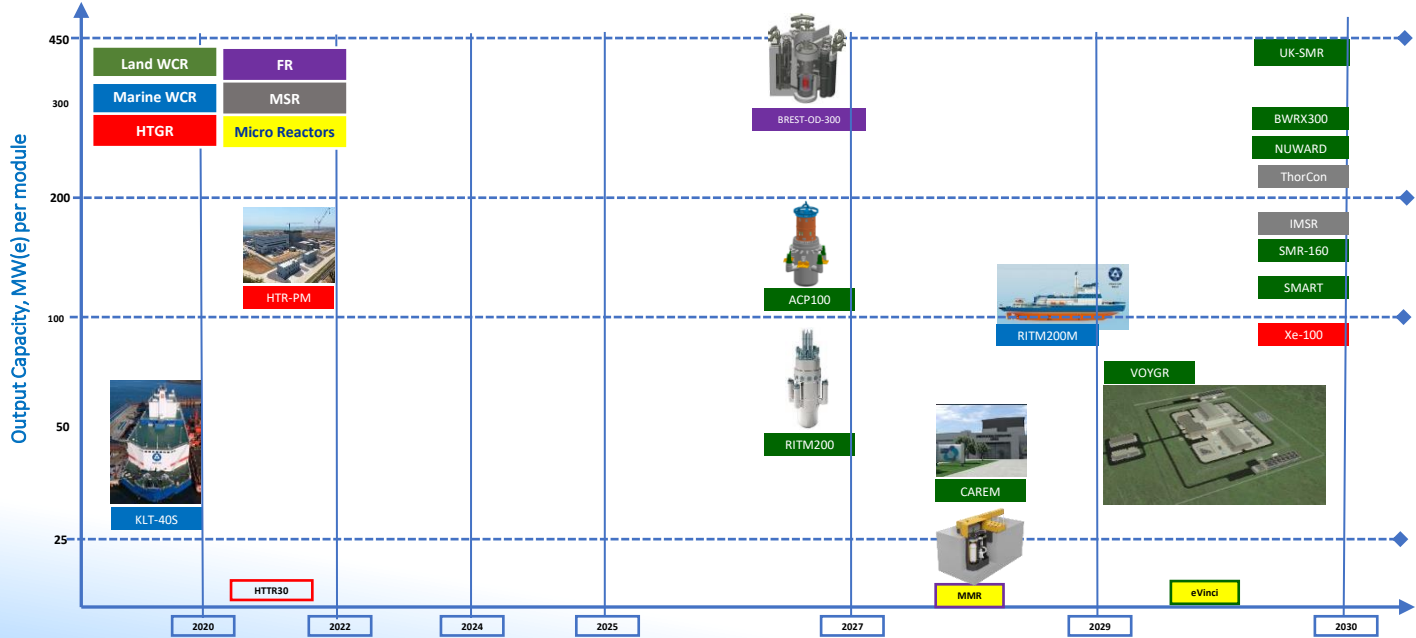 Output Capacity, MW(e) per module
450
300
200
100
50
25
Land WCR
FR
Marine WCR
MSR
HTGR
Micro Reactors
BREST-OD-300
UK-SMR
BWRX300
NUWARD
ThorCon
IMSR
SMR-160
SMART
Xe-100
HTR-PM
ACP100
RITM200M
VOYGR
RITM200
CAREM
KLT-40S
HTTR30
MMR
eVinci
2020
2022
2024
2025
2027
2029
2030